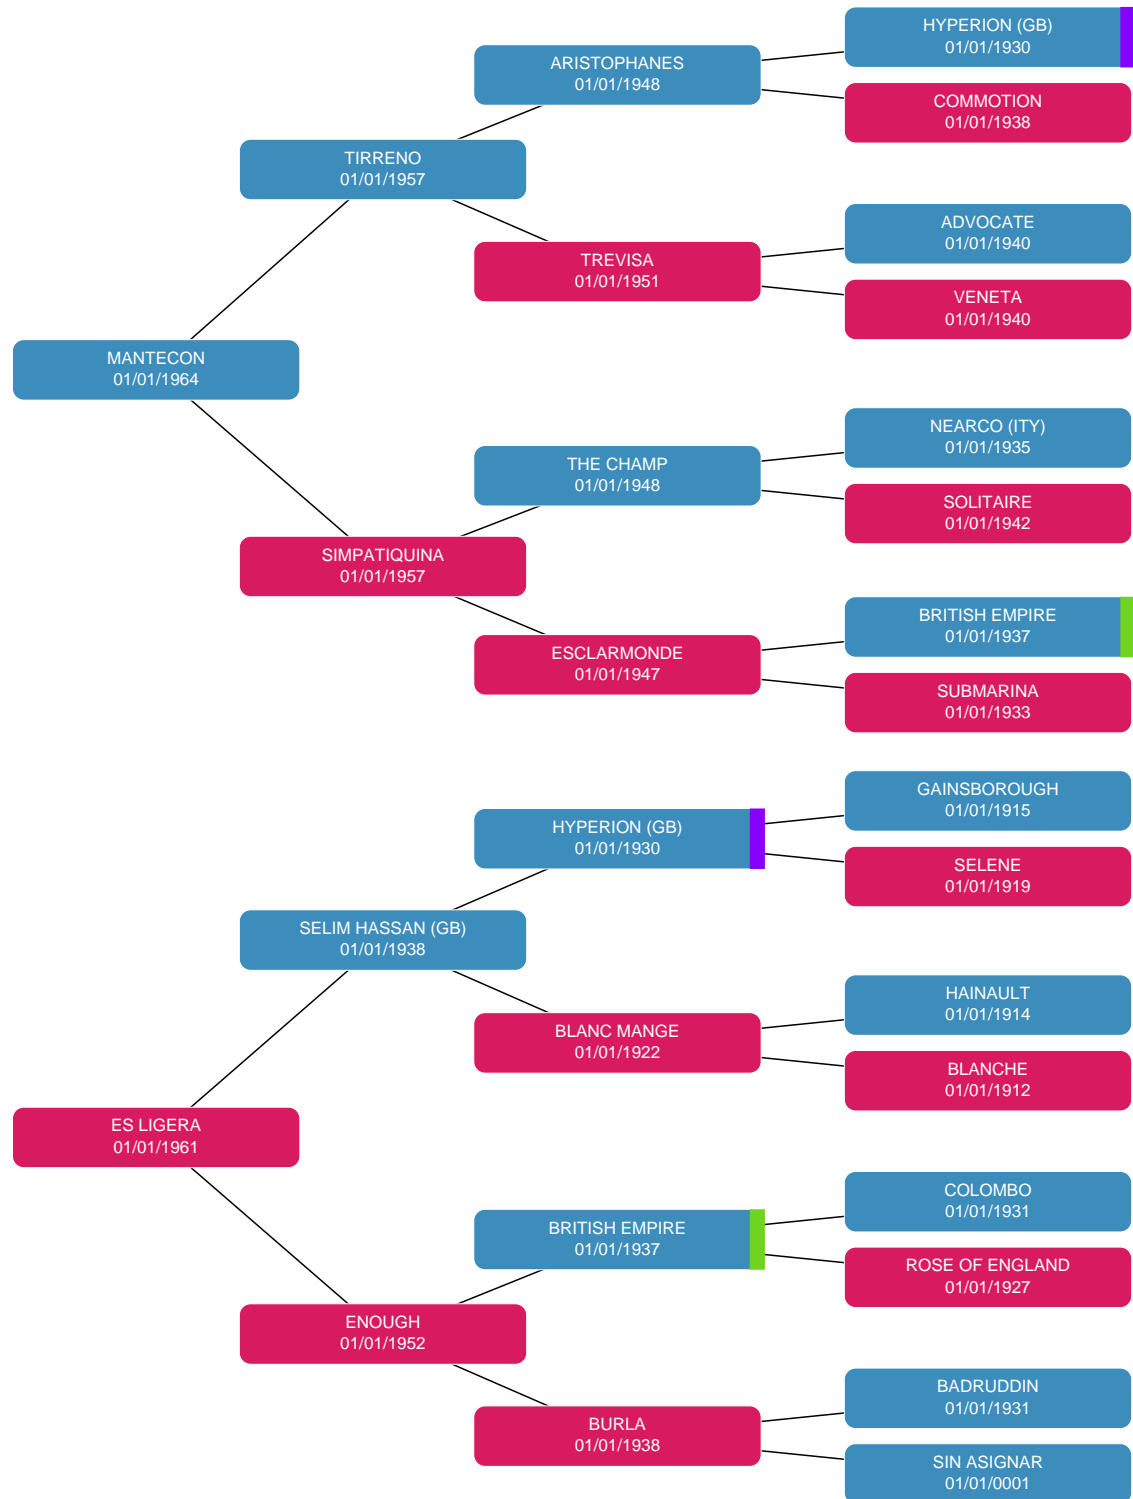 HYPERION (GB)
01/01/1930
ARISTOPHANES
01/01/1948
COMMOTION
01/01/1938
TIRRENO
01/01/1957
ADVOCATE
01/01/1940
TREVISA
01/01/1951
VENETA
01/01/1940
MANTECON
01/01/1964
NEARCO (ITY)
01/01/1935
THE CHAMP
01/01/1948
SOLITAIRE
01/01/1942
SIMPATIQUINA
01/01/1957
BRITISH EMPIRE
01/01/1937
ESCLARMONDE
01/01/1947
SUBMARINA
01/01/1933
GAINSBOROUGH
01/01/1915
HYPERION (GB)
01/01/1930
SELENE
01/01/1919
SELIM HASSAN (GB)
01/01/1938
HAINAULT
01/01/1914
BLANC MANGE
01/01/1922
BLANCHE
01/01/1912
ES LIGERA
01/01/1961
COLOMBO
01/01/1931
BRITISH EMPIRE
01/01/1937
ROSE OF ENGLAND
01/01/1927
ENOUGH
01/01/1952
BADRUDDIN
01/01/1931
BURLA
01/01/1938
SIN ASIGNAR
01/01/0001